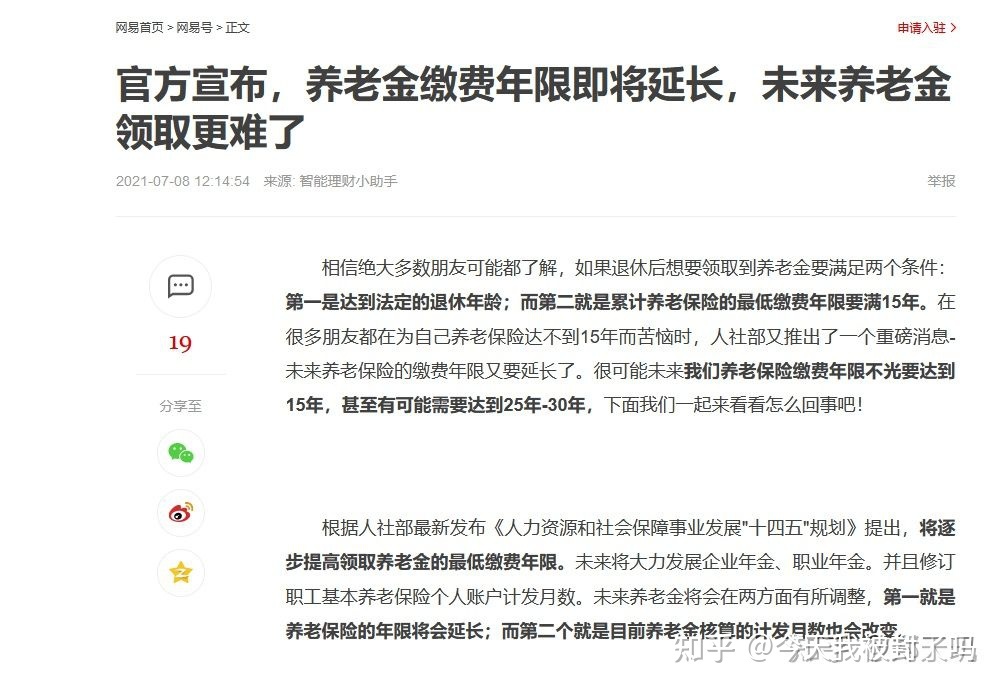 网易首页 > 网易号 > 正文
申请入驻 >
官方宣布，养老金缴费年限即将延长，未来养老金
领取更难了
2021-07-08 12:14:54 来源: 智能理财小助手
举报
19
分享至
相信绝大多数朋友可能都了解，如果退休后想要领取到养老金要满足两个条件：
第一是达到法定的退休年龄；而第二就是累计养老保险的最低缴费年限要满15年。在
很多朋友都在为自己养老保险达不到15年而苦恼时，人社部又推出了一个重磅消息-
未来养老保险的缴费年限又要延长了。很可能未来我们养老保险缴费年限不光要达到
15年，甚至有可能需要达到25年-30年，下面我们一起来看看怎么回事吧！
根据人社部最新发布《人力资源和社会保障事业发展"十四五"规划》提出，将逐
步提高领取养老金的最低缴费年限。未来将大力发展企业年金、职业年金。并且修订
职工基本养老保险个人账户计发月数。未来养老金将会在两方面有所调整，第一就是
养老保险的年限将会延长；而第二个就是目前养老金核算的计发月数也会改变。
知乎 @今天我被封了吗